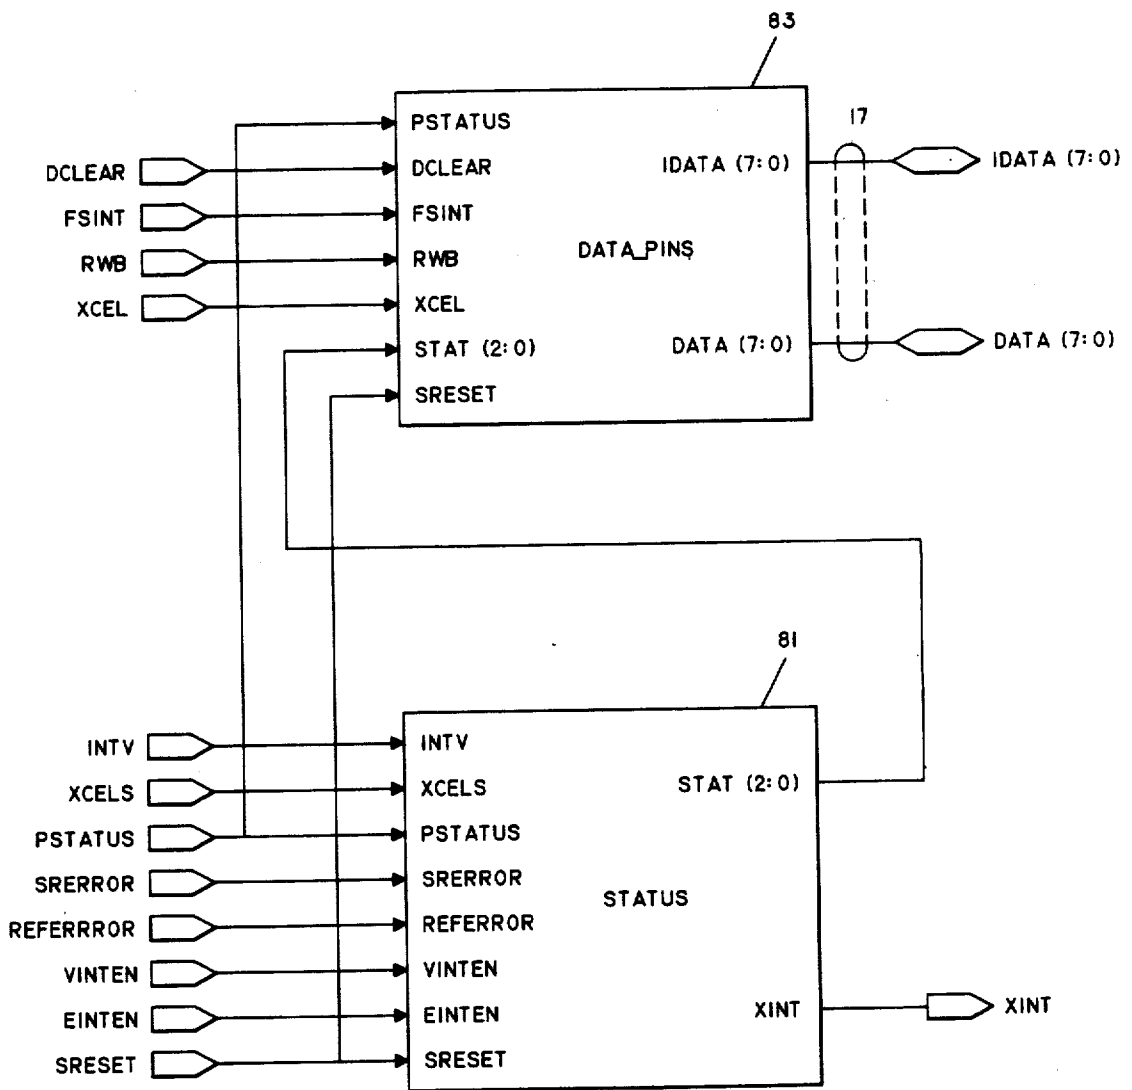 83
PSTATUS
17
DCLEAR DCLEAR IDATA (7:0) IDATA (7:0)
FSINT FSINT
RWB RWB DATA_PINS
XCEL XCEL
STAT (2:0) DATA (7:0) DATA (7:0)
SRESET
81
INTV INTV
XCELS XCELS STAT (2:0)
PSTATUS PSTATUS
SRERROR SRERROR
REFERRROR REFERROR STATUS
VINTEN VINTEN
EINTEN EINTEN XINT XINT
SRESET SRESET